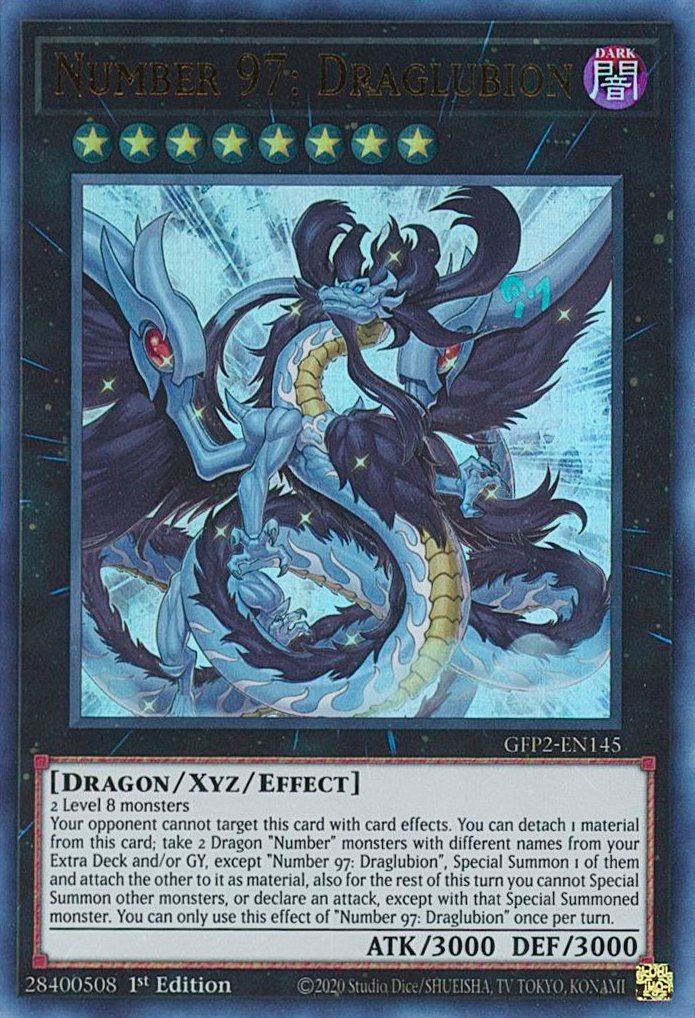 Number 97: Draglubion
DARK
闇
97
GFP2-EN145
[Dragon/Xyz/Effect]
2 Level 8 monsters
Your opponent cannot target this card with card effects. You can detach 1 material
from this card; take 2 Dragon "Number" monsters with different names from your
Extra Deck and/or GY, except "Number 97: Draglubion", Special Summon 1 of them
and attach the other to it as material, also for the rest of this turn you cannot Special
Summon other monsters, or declare an attack, except with that Special Summoned
monster. You can only use this effect of "Number 97: Draglubion" once per turn.
ATK/3000 DEF/3000
28400508 1st Edition
©2020 Studio Dice/SHUEISHA, TV TOKYO, KONAMI